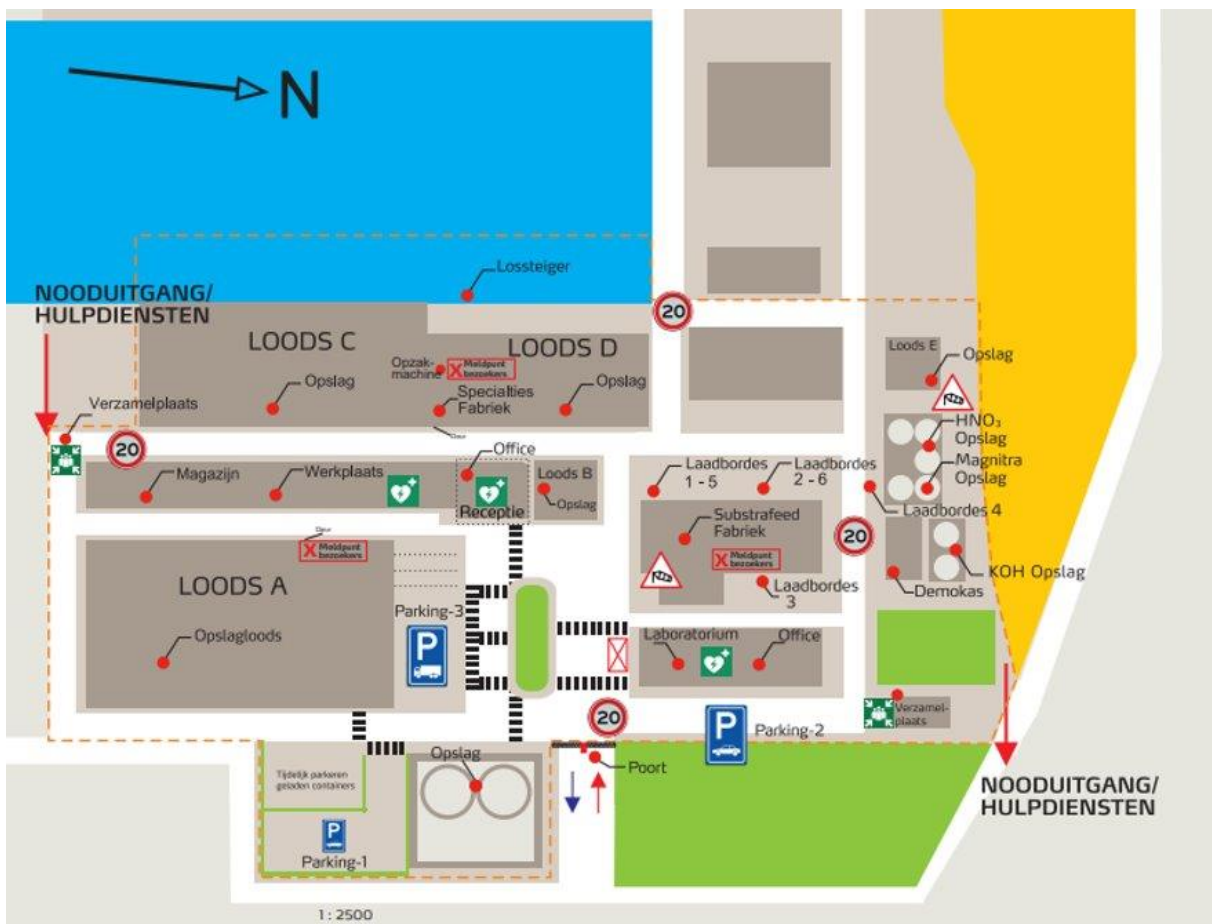 N
Lossteiger
NOODUITGANG/
HULPDIENSTEN
20
LOODS C
LOODS D
Opzak-
machine
X Meldpunt
bezoekers
Opslag
Specialties
Fabriek
Opslag
Deur
Loods E
Opslag
Verzamelplaats
20
HNO₃
Opslag
Magnitra
Opslag
Office
Magazijn
Werkplaats
Loods B
Opslag
Receptie
Laadbordes
1 - 5
Laadbordes
2 - 6
Laadbordes 4
Substrafeed
Fabriek
20
Deur
X Meldpunt
bezoekers
X Meldpunt
bezoekers
LOODS A
Laadbordes
3
KOH Opslag
Demokas
Parking-3
P
Opslagloods
Laboratorium
Office
20
P
Parking-2
Verzamel-
plaats
Opslag
Poort
Tijdelijk parkeren
geladen containers
P
Parking-1
NOODUITGANG/
HULPDIENSTEN
1 : 2500